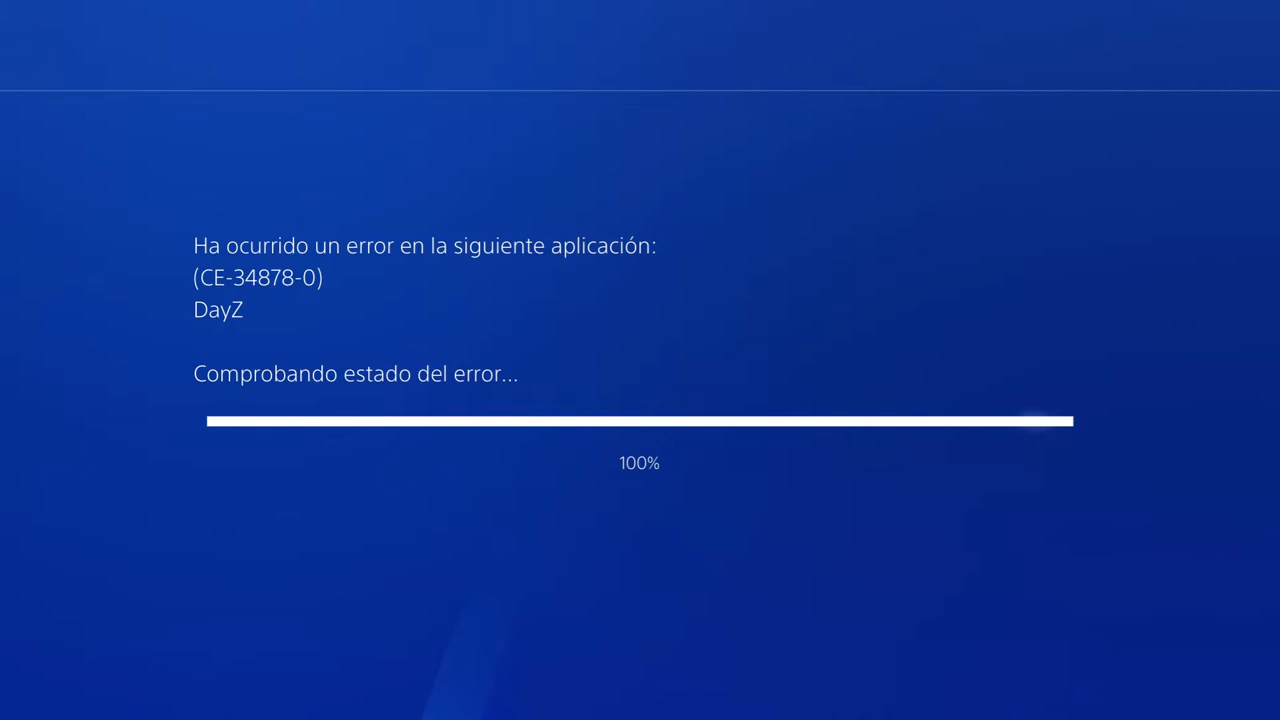 Ha ocurrido un error en la siguiente aplicación:
(CE-34878-0)
DayZ
Comprobando estado del error...
100%